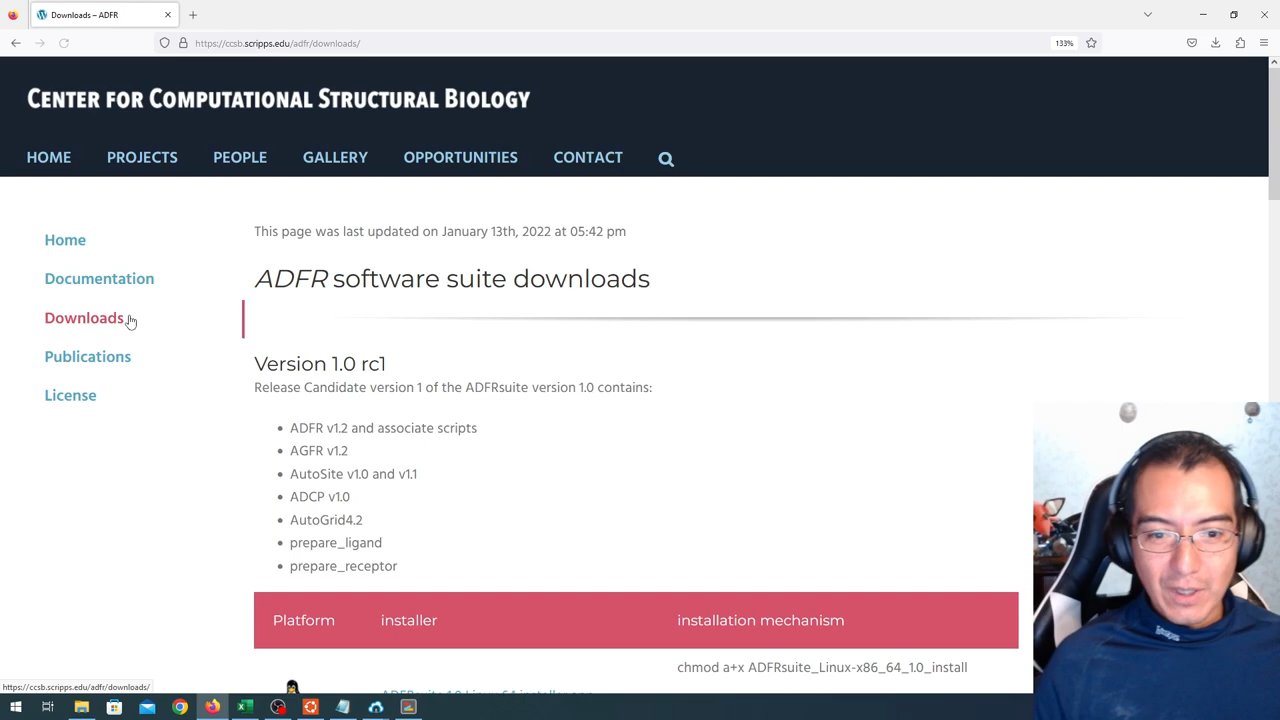 Downloads – ADFR
https://ccsb.scripps.edu/adfr/downloads/
133%
CENTER FOR COMPUTATIONAL STRUCTURAL BIOLOGY
HOME PROJECTS PEOPLE GALLERY OPPORTUNITIES CONTACT
Home
Documentation
Downloads
Publications
License
This page was last updated on January 13th, 2022 at 05:42 pm
ADFR software suite downloads
Version 1.0 rc1
Release Candidate version 1 of the ADFRsuite version 1.0 contains:
ADFR v1.2 and associate scripts
AGFR v1.2
AutoSite v1.0 and v1.1
ADCP v1.0
AutoGrid4.2
prepare_ligand
prepare_receptor
Platform installer installation mechanism
chmod a+x ADFRsuite_Linux-x86_64_1.0_install
https://ccsb.scripps.edu/adfr/downloads/